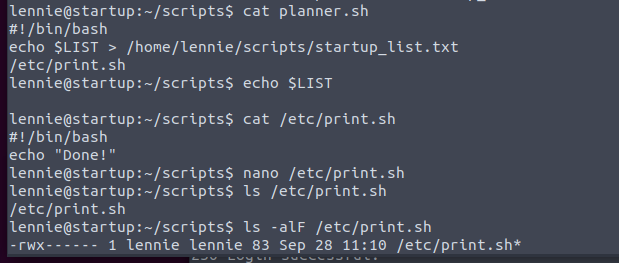 lennie@startup:~/scripts$ cat planner.sh
#!/bin/bash
echo $LIST > /home/lennie/scripts/startup_list.txt
/etc/print.sh
lennie@startup:~/scripts$ echo $LIST

lennie@startup:~/scripts$ cat /etc/print.sh
#!/bin/bash
echo "Done!"
lennie@startup:~/scripts$ nano /etc/print.sh
lennie@startup:~/scripts$ ls /etc/print.sh
/etc/print.sh
lennie@startup:~/scripts$ ls -alF /etc/print.sh
-rwx------ 1 lennie lennie 83 Sep 28 11:10 /etc/print.sh*
230 Login successful.